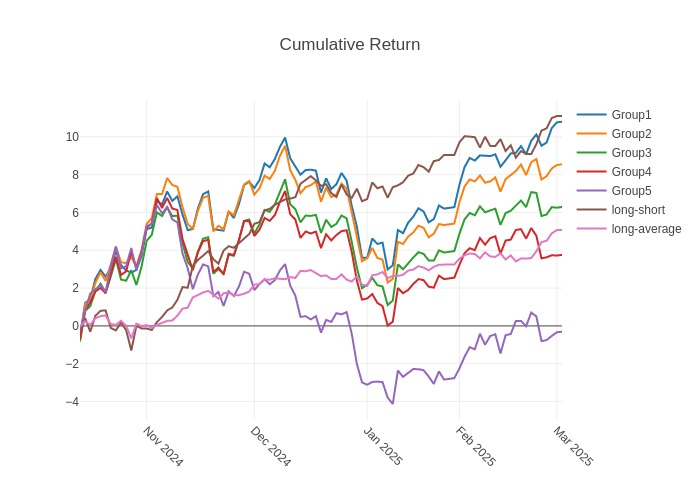 Cumulative Return
10
8
6
4
2
0
−2
−4
Nov 2024
Dec 2024
Jan 2025
Feb 2025
Mar 2025
Group1
Group2
Group3
Group4
Group5
long-short
long-average